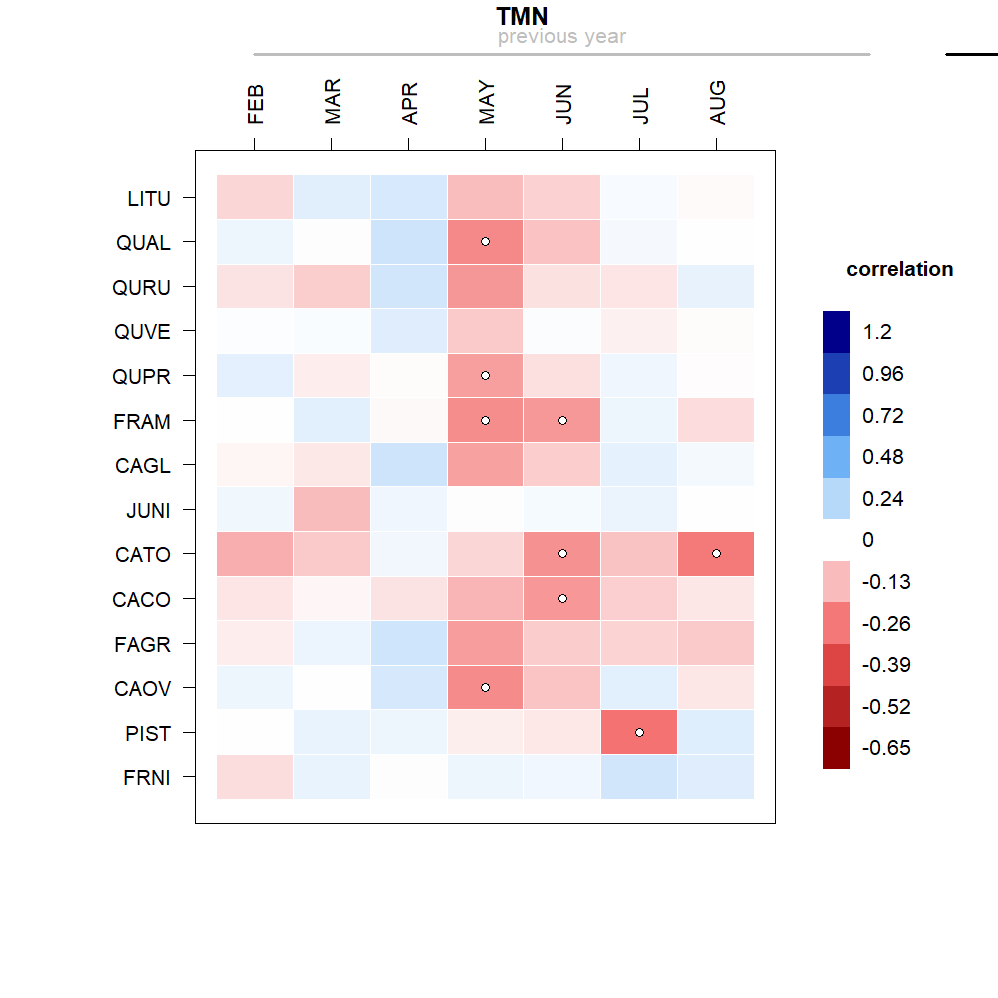 TMN
previous year
FEB MAR APR MAY JUN JUL AUG
LITU
QUAL
QURU
QUVE
QUPR
FRAM
CAGL
JUNI
CATO
CACO
FAGR
CAOV
PIST
FRNI
correlation
1.2
0.96
0.72
0.48
0.24
0
-0.13
-0.26
-0.39
-0.52
-0.65